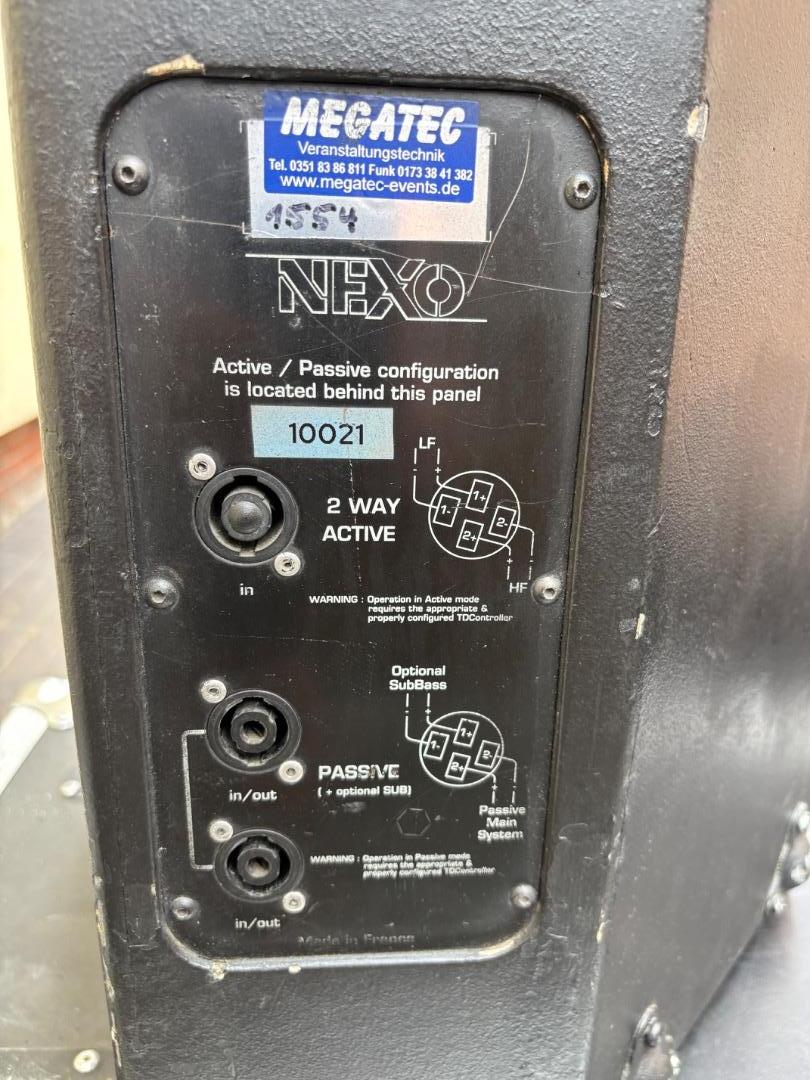 MEGATEC
Veranstaltungstechnik
Tel. 0351 83 86 811 Funk 0173 38 41 382
www.megatec-events.de
1554
NEXO
Active / Passive configuration
is located behind this panel
10021
LF
- +
2 WAY
ACTIVE
1+
1-
2-
2+
+ -
HF
in
WARNING : Operation in Active mode
requires the appropriate &
properly configured TDController
Optional
SubBass
- +
1+
1-
2-
2+
+ -
PASSIVE
( + optional SUB)
in/out
Passive
Main
System
WARNING : Operation in Passive mode
requires the appropriate &
properly configured TDController
in/out
Made in France